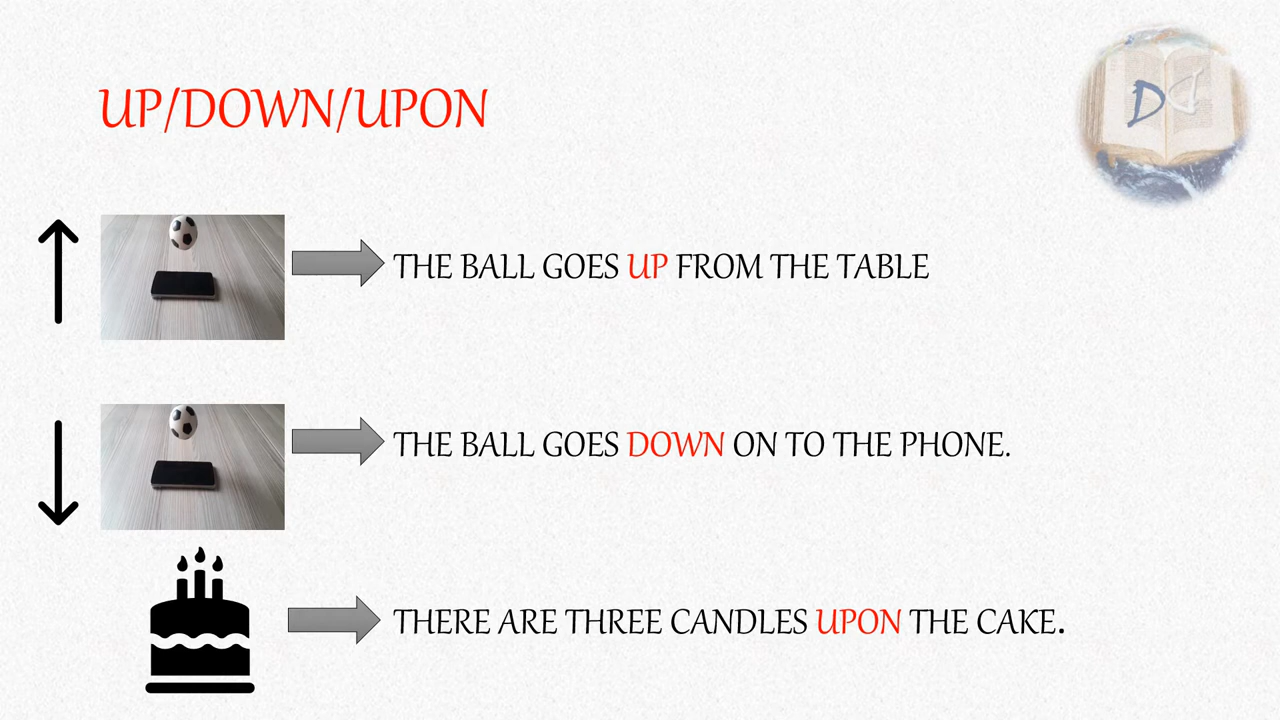 UP/DOWN/UPON
THE BALL GOES UP FROM THE TABLE
THE BALL GOES DOWN ON TO THE PHONE.
THERE ARE THREE CANDLES UPON THE CAKE.